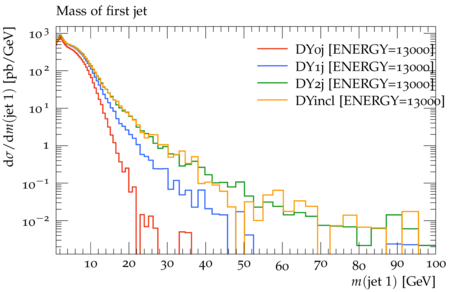 Mass of first jet
dσ/dm(jet 1) [pb/GeV]
10³
10²
10¹
1
10⁻¹
10⁻²
DY0j [ENERGY=13000]
DY1j [ENERGY=13000]
DY2j [ENERGY=13000]
DYincl [ENERGY=13000]
10 20 30 40 50 60 70 80 90 100
m(jet 1) [GeV]